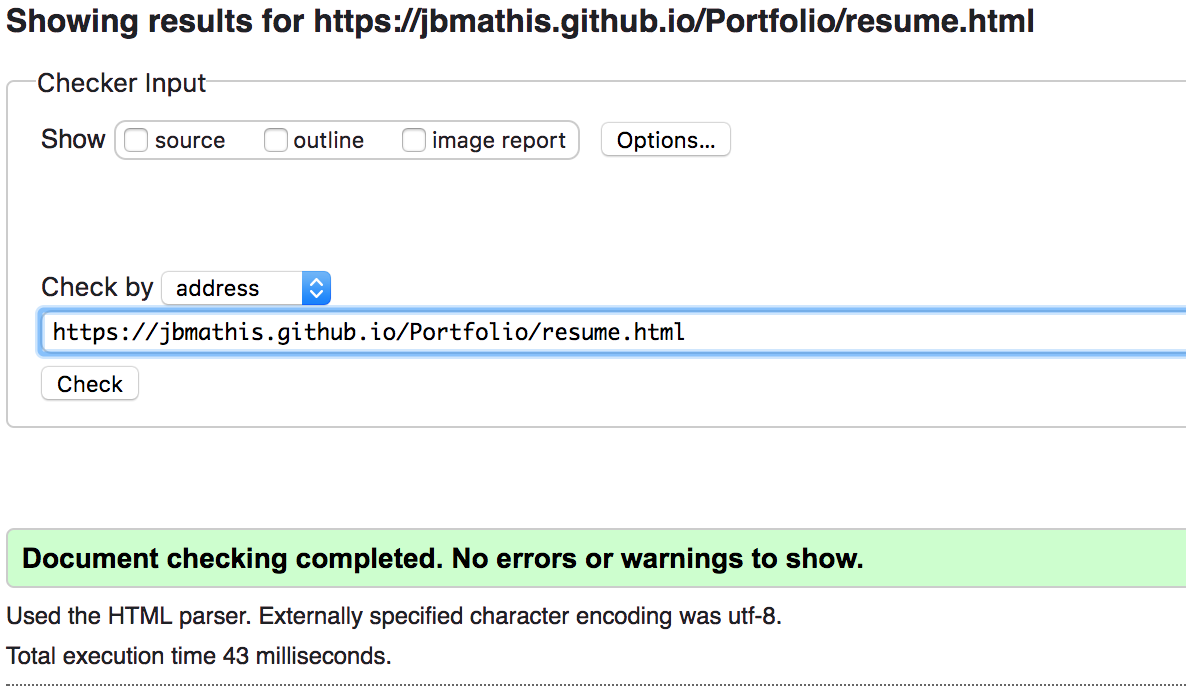 Showing results for https://jbmathis.github.io/Portfolio/resume.html
Checker Input
Show source outline image report Options...
Check by address
https://jbmathis.github.io/Portfolio/resume.html
Check
Document checking completed. No errors or warnings to show.
Used the HTML parser. Externally specified character encoding was utf-8.
Total execution time 43 milliseconds.